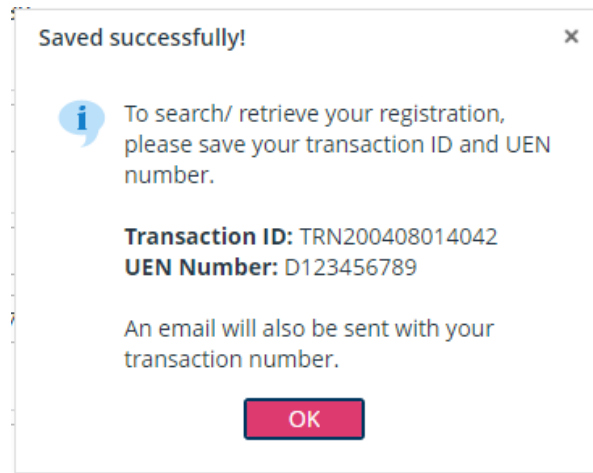 Saved successfully!
×
i
To search/ retrieve your registration,
please save your transaction ID and UEN
number.
Transaction ID: TRN200408014042
UEN Number: D123456789
An email will also be sent with your
transaction number.
OK